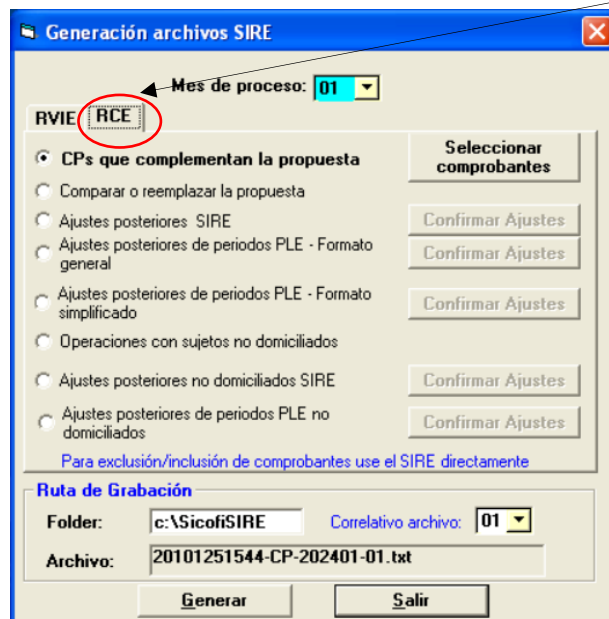 Generación archivos SIRE
Mes de proceso: 01
RVIE RCE
CPs que complementan la propuesta
Seleccionar
comprobantes
Comparar o reemplazar la propuesta
Ajustes posteriores SIRE
Confirmar Ajustes
Ajustes posteriores de periodos PLE - Formato
general
Confirmar Ajustes
Ajustes posteriores de periodos PLE - Formato
simplificado
Confirmar Ajustes
Operaciones con sujetos no domiciliados
Ajustes posteriores no domiciliados SIRE
Confirmar Ajustes
Ajustes posteriores de periodos PLE no
domiciliados
Confirmar Ajustes
Para exclusión/inclusión de comprobantes use el SIRE directamente
Ruta de Grabación
Folder: c:\SicofiSIRE Correlativo archivo: 01
Archivo: 20101251544-CP-202401-01.txt
Generar Salir